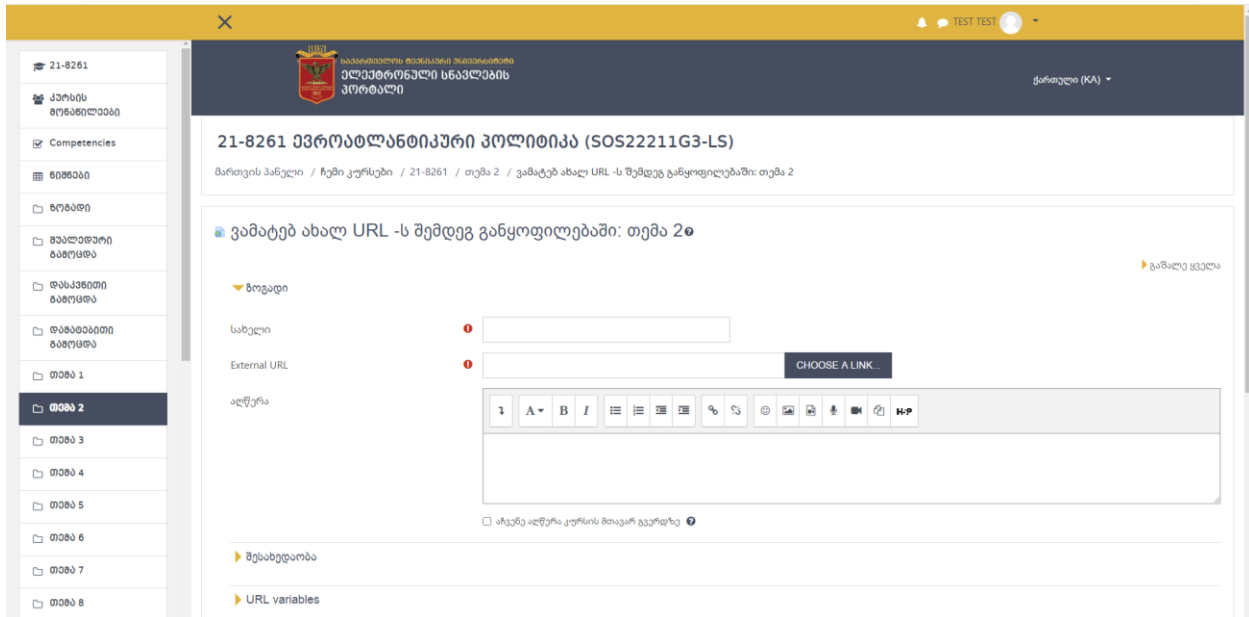 TEST TEST
21-8261
კურსის
მონაწილეები
Competencies
ნიშნები
ზოგადი
შუალედური
გამოცდა
დასკვნითი
გამოცდა
დამატებითი
გამოცდა
თემა 1
თემა 2
თემა 3
თემა 4
თემა 5
თემა 6
თემა 7
თემა 8
საქართველოს ტექნიკური უნივერსიტეტი
ელექტრონული სწავლების
პორტალი
ქართული (KA)
21-8261 ევროატლანტიკური პოლიტიკა (SOS22211G3-LS)
მართვის პანელი / ჩემი კურსები / 21-8261 / თემა 2 / ვამატებ ახალ URL -ს შემდეგ განყოფილებაში: თემა 2
ვამატებ ახალ URL -ს შემდეგ განყოფილებაში: თემა 2
გაშალე ყველა
ზოგადი
სახელი
External URL
CHOOSE A LINK...
აღწერა
A B I
H-P
აჩვენე აღწერა კურსის მთავარ გვერდზე
შესახედაობა
URL variables